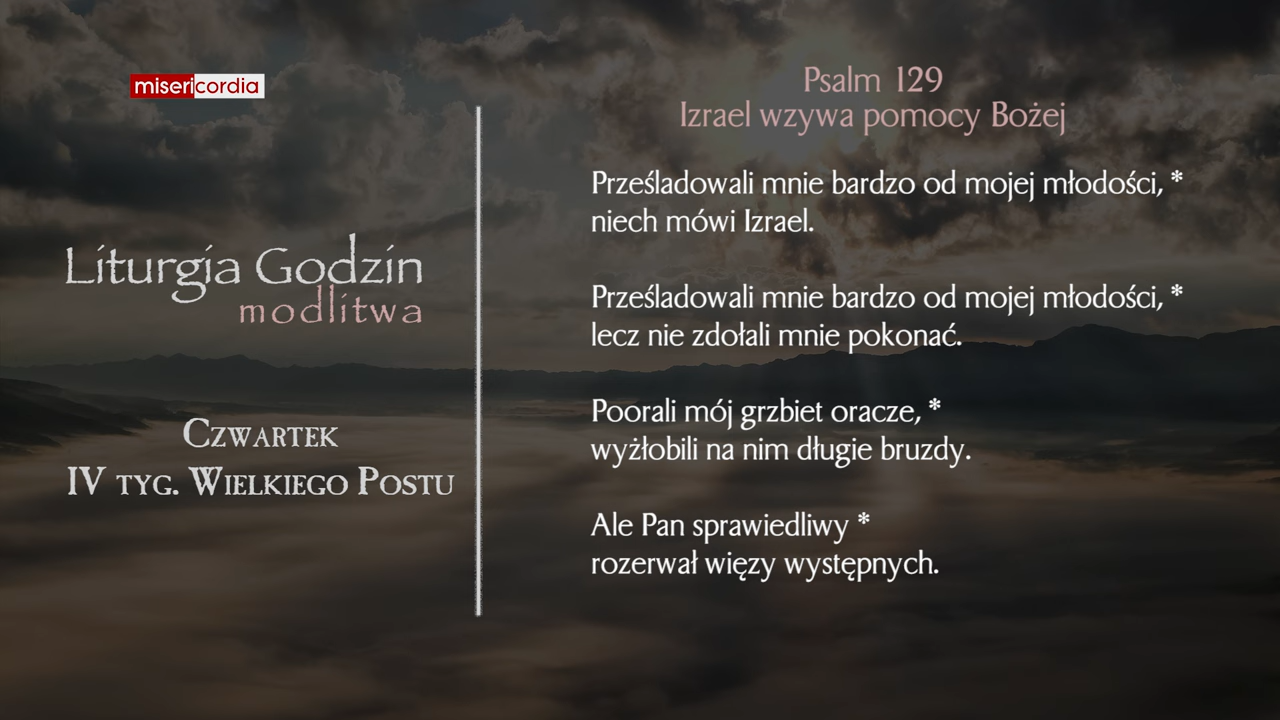 misericordia
Liturgia Godzin
modlitwa
Czwartek
IV tyg. Wielkiego Postu
Psalm 129
Izrael wzywa pomocy Bożej
Prześladowali mnie bardzo od mojej młodości, *
niech mówi Izrael.
Prześladowali mnie bardzo od mojej młodości, *
lecz nie zdołali mnie pokonać.
Poorali mój grzbiet oracze, *
wyżłobili na nim długie bruzdy.
Ale Pan sprawiedliwy *
rozerwał więzy występnych.